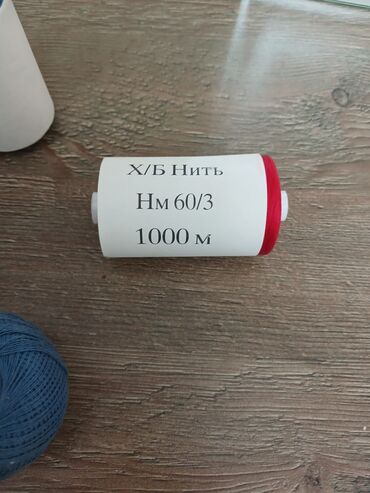 Х/Б Нить
Нм 60/3
1000 м